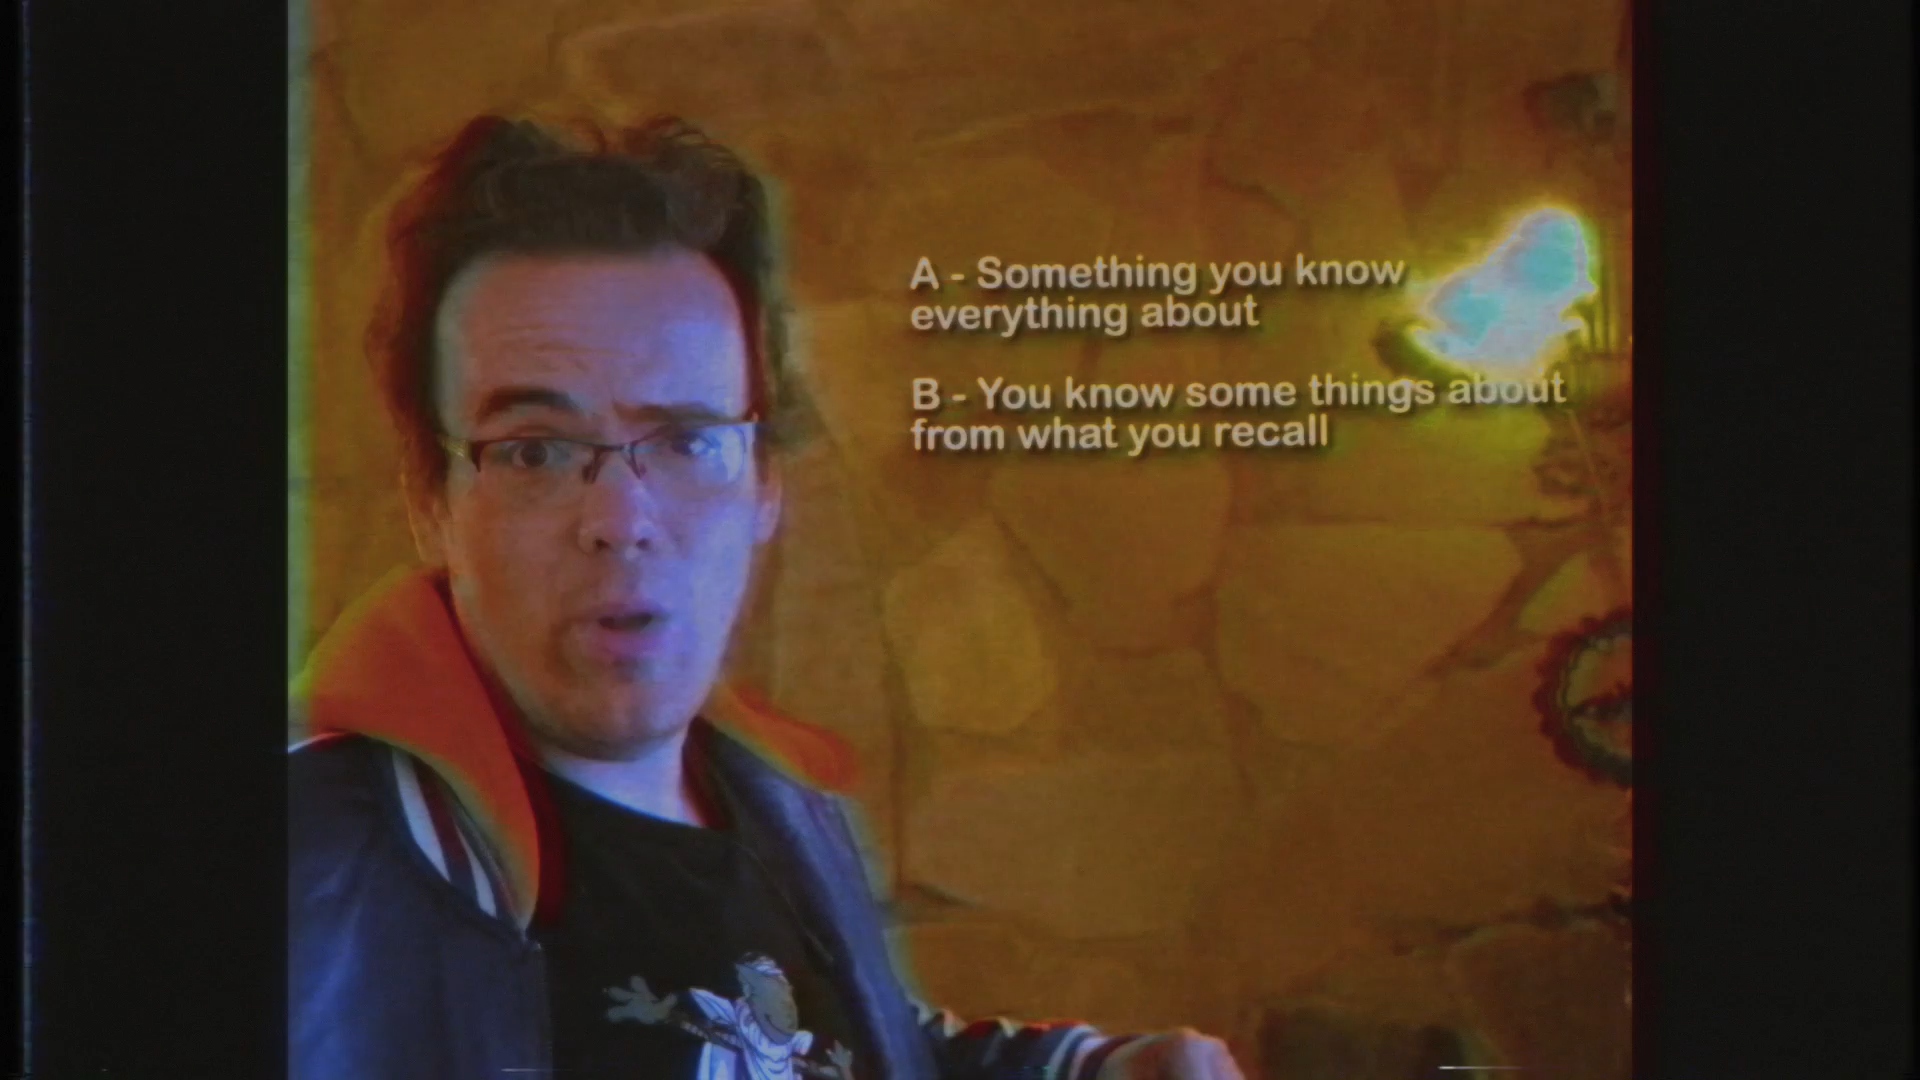 A - Something you know
everything about
B - You know some things about
from what you recall